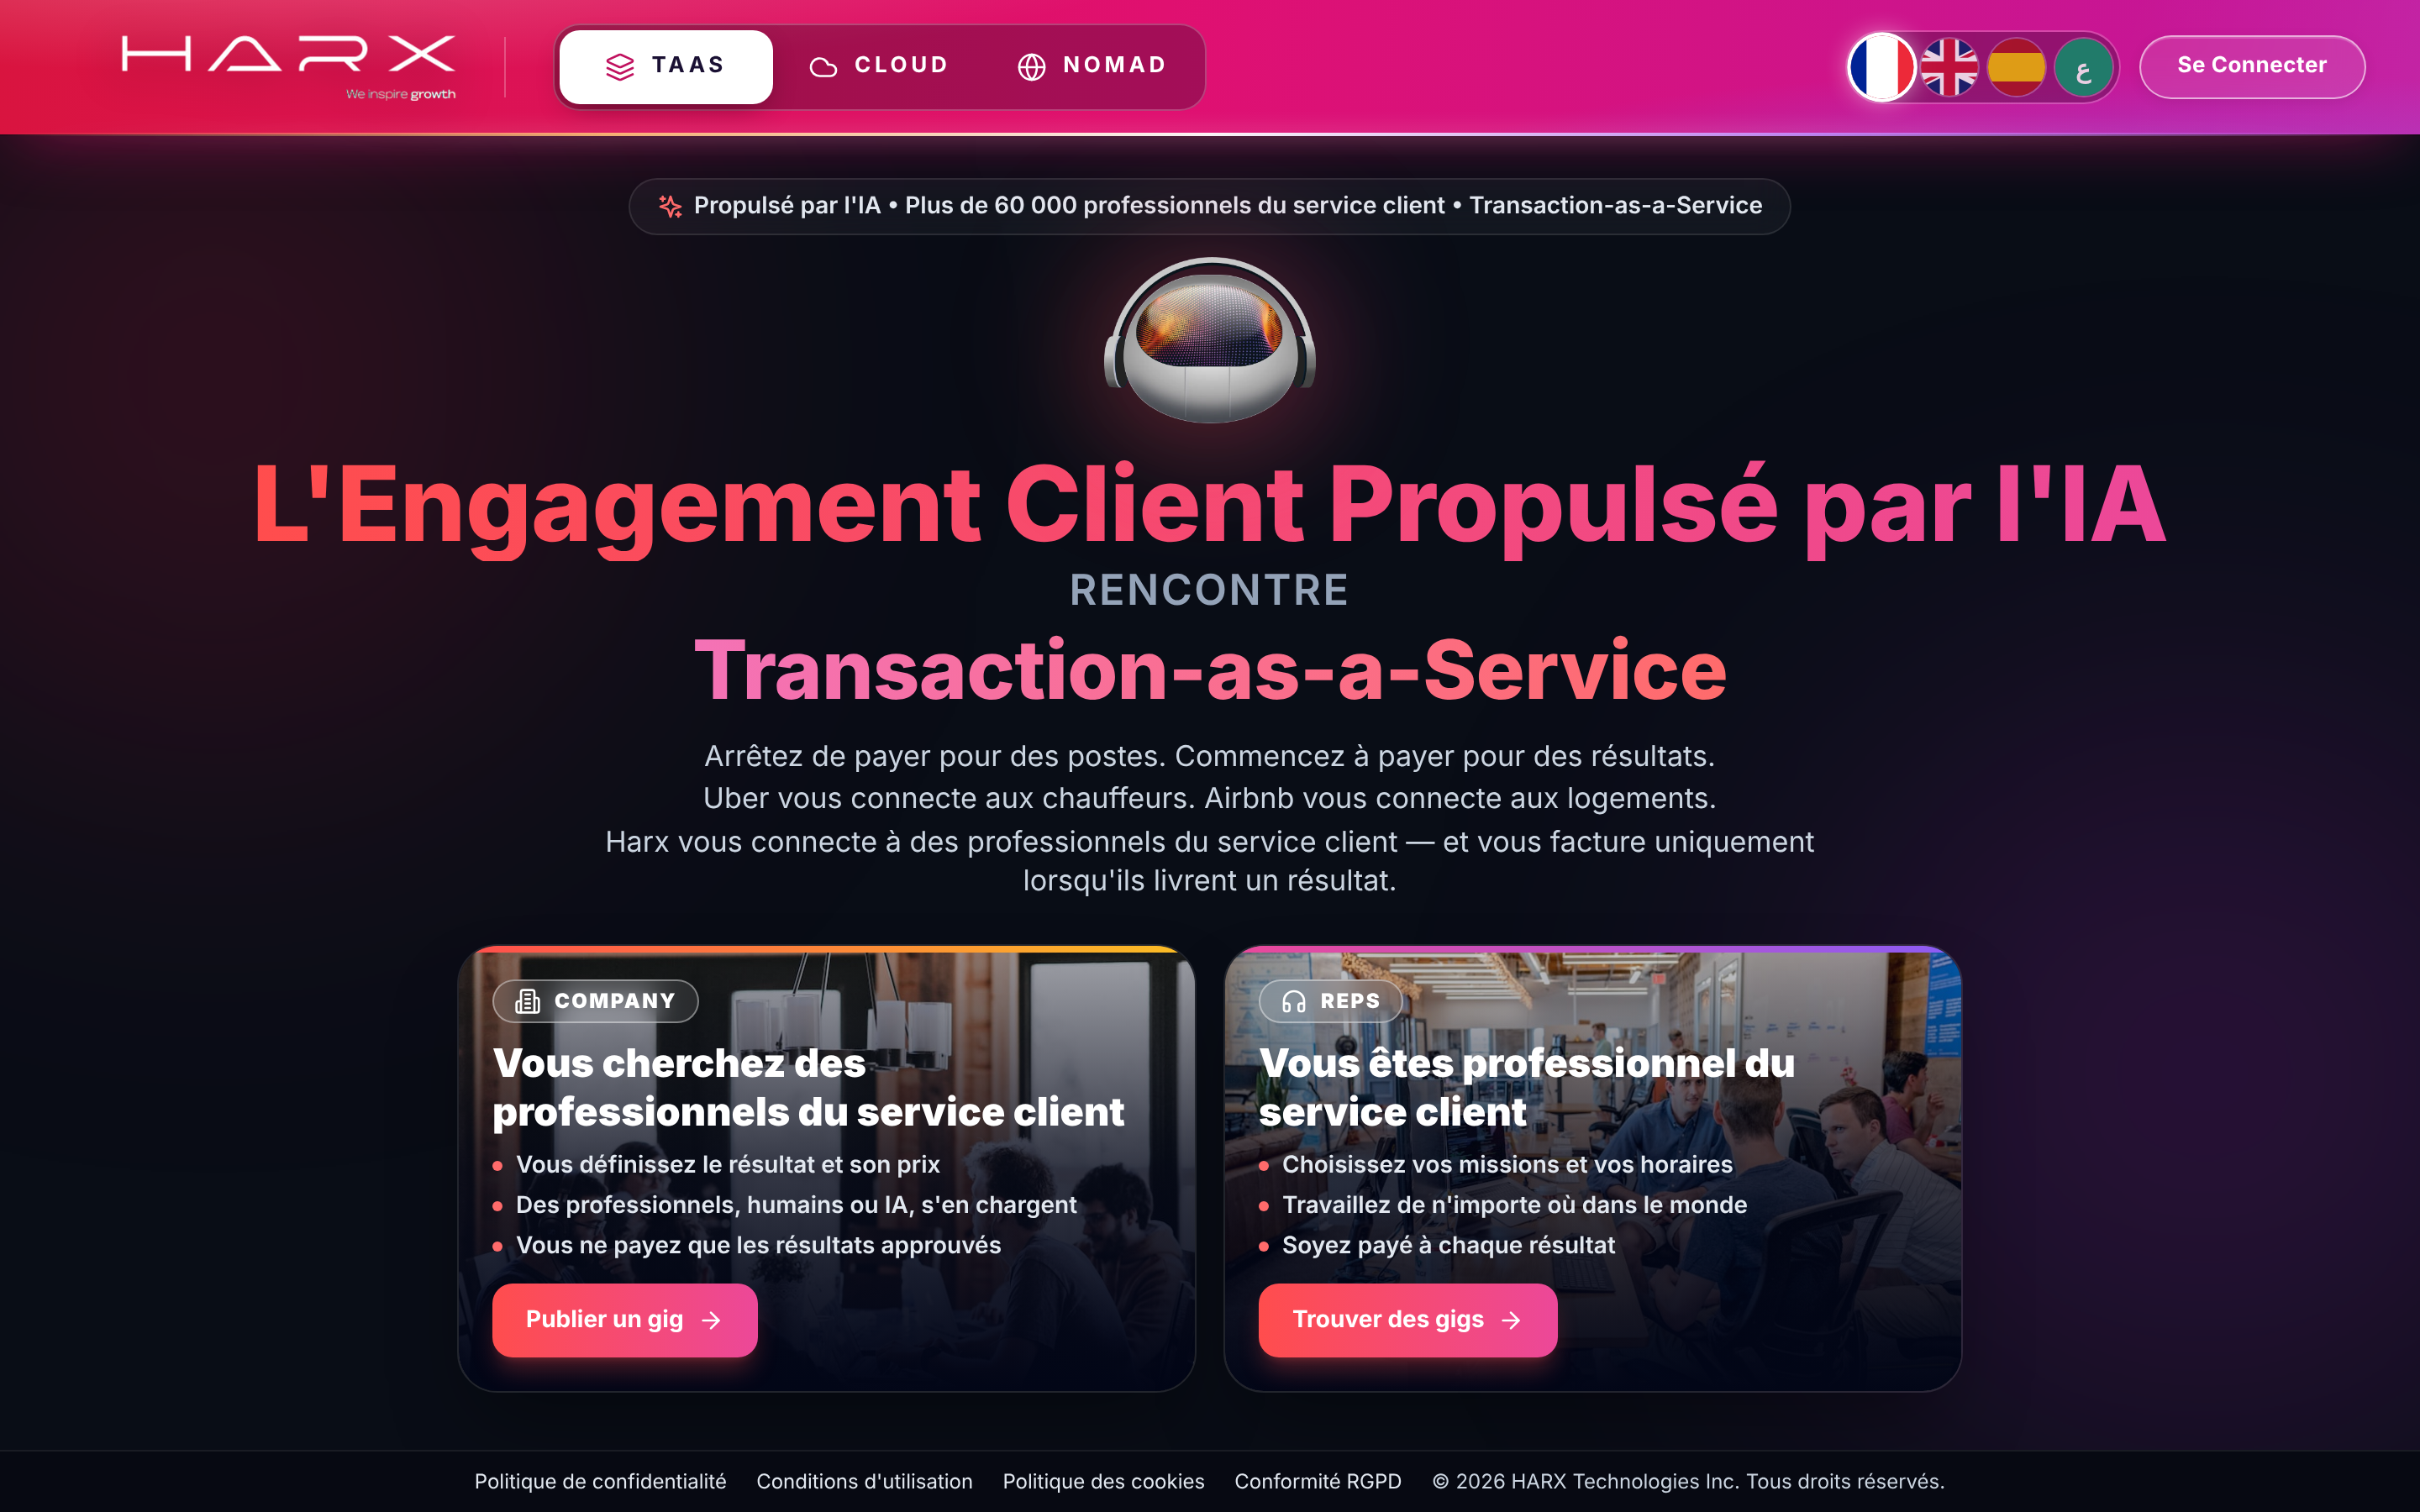 HARX
We inspire growth
TAAS
CLOUD
NOMAD
ع
Se Connecter
Propulsé par l'IA • Plus de 60 000 professionnels du service client • Transaction-as-a-Service
L'Engagement Client Propulsé par l'IA
RENCONTRE
Transaction-as-a-Service
Arrêtez de payer pour des postes. Commencez à payer pour des résultats.
Uber vous connecte aux chauffeurs. Airbnb vous connecte aux logements.
Harx vous connecte à des professionnels du service client — et vous facture uniquement
lorsqu'ils livrent un résultat.
COMPANY
Vous cherchez des
professionnels du service client
Vous définissez le résultat et son prix
Des professionnels, humains ou IA, s'en chargent
Vous ne payez que les résultats approuvés
Publier un gig
REPS
Vous êtes professionnel du
service client
Choisissez vos missions et vos horaires
Travaillez de n'importe où dans le monde
Soyez payé à chaque résultat
Trouver des gigs
Politique de confidentialité
Conditions d'utilisation
Politique des cookies
Conformité RGPD
© 2026 HARX Technologies Inc. Tous droits réservés.